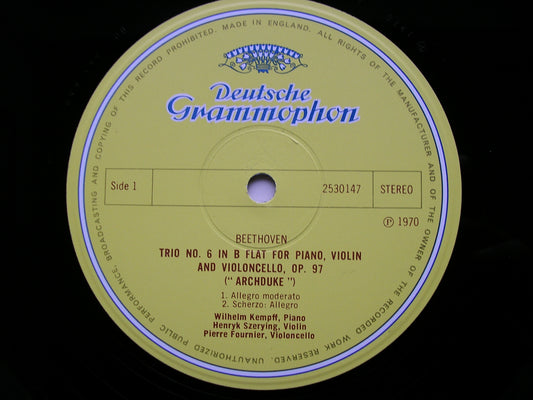 UNAUTHORIZED PUBLIC PERFORMANCE, BROADCASTING AND COPYING OF THIS RECORD PROHIBITED. MADE IN ENGLAND. ALL RIGHTS OF THE MANUFACTURER AND OF THE OWNER OF THE RECORDED WORK RESERVED.
Deutsche
Grammophon
Side 1
2530147
STEREO
Ⓟ 1970
BEETHOVEN
TRIO NO. 6 IN B FLAT FOR PIANO, VIOLIN
AND VIOLONCELLO, OP. 97
(“ ARCHDUKE ”)
1. Allegro moderato
2. Scherzo: Allegro
Wilhelm Kempff, Piano
Henryk Szerying, Violin
Pierre Fournier, Violoncello